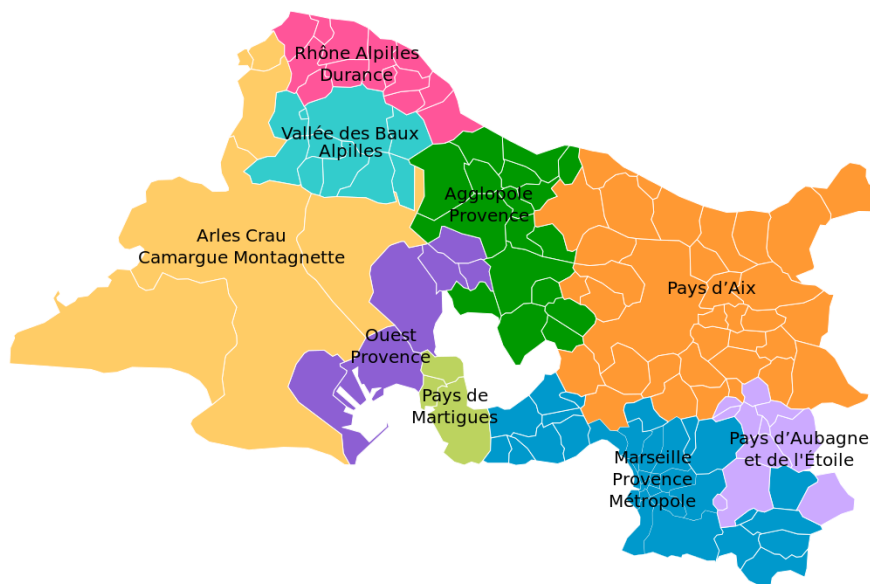 Rhône Alpilles
Durance
Vallée des Baux
Alpilles
Agglopole
Provence
Arles Crau
Camargue Montagnette
Pays d’Aix
Ouest
Provence
Pays de
Martigues
Pays d’Aubagne
et de l'Étoile
Marseille
Provence
Métropole